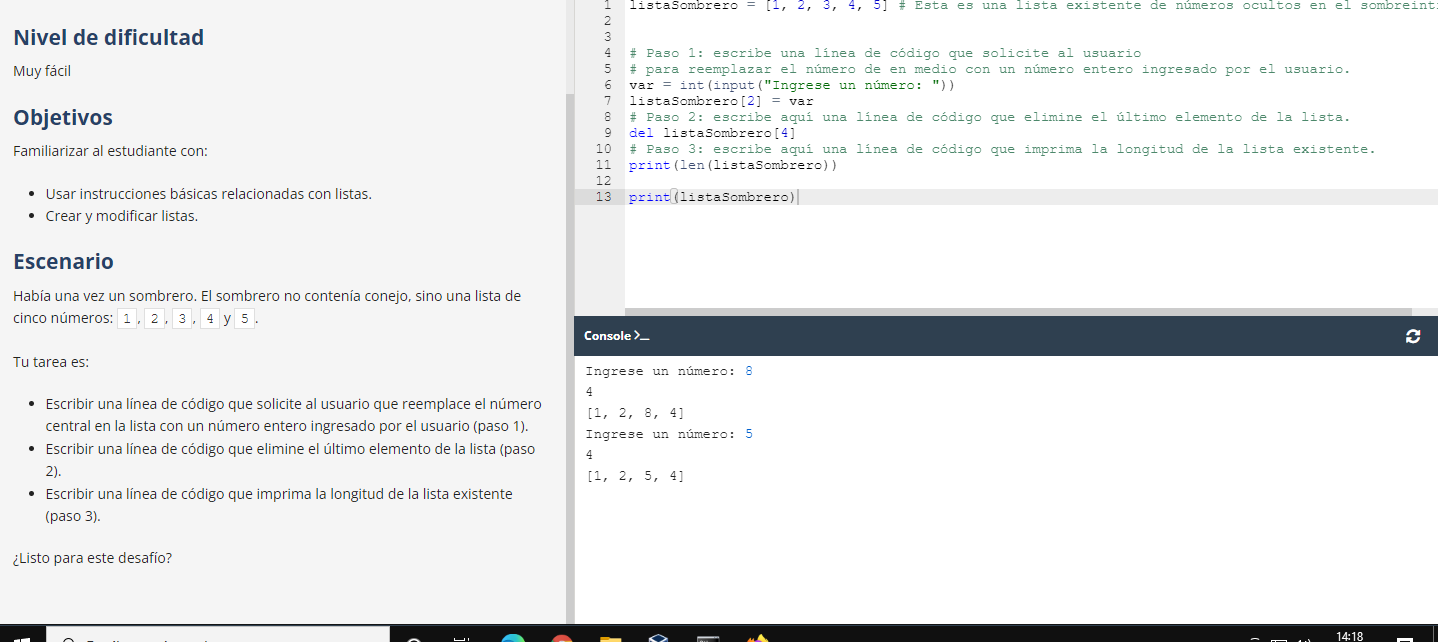 Nivel de dificultad
Muy fácil
Objetivos
Familiarizar al estudiante con:
• Usar instrucciones básicas relacionadas con listas.
• Crear y modificar listas.
Escenario
Había una vez un sombrero. El sombrero no contenía conejo, sino una lista de
cinco números: 1, 2, 3, 4 y 5.
Tu tarea es:
• Escribir una línea de código que solicite al usuario que reemplace el número
central en la lista con un número entero ingresado por el usuario (paso 1).
• Escribir una línea de código que elimine el último elemento de la lista (paso
2).
• Escribir una línea de código que imprima la longitud de la lista existente
(paso 3).
¿Listo para este desafío?
1 listaSombrero = [1, 2, 3, 4, 5] # Esta es una lista existente de números ocultos en el
2
3
4 # Paso 1: escribe una línea de código que solicite al usuario
5 # para reemplazar el número de en medio con un número entero ingresado por el usuario.
6 var = int(input("Ingrese un número: "))
7 listaSombrero[2] = var
8 # Paso 2: escribe aquí una línea de código que elimine el último elemento de la lista.
9 del listaSombrero[4]
10 # Paso 3: escribe aquí una línea de código que imprima la longitud de la lista existente.
11 print(len(listaSombrero))
12
13 print(listaSombrero)
Console >_
Ingrese un número: 8
4
[1, 2, 8, 4]
Ingrese un número: 5
4
[1, 2, 5, 4]
14:18